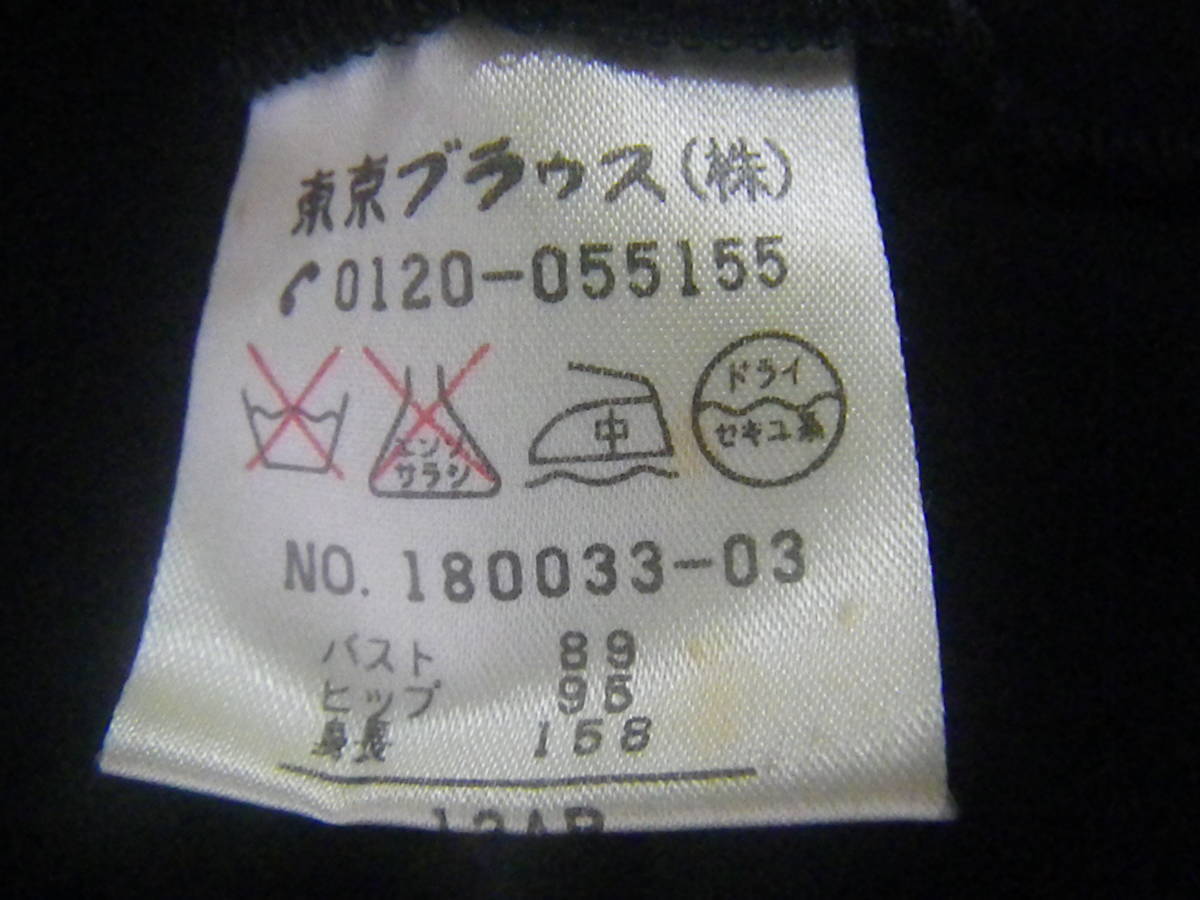 東京ブラウス(株)
0120-055155
エンソ
サラシ
中
ドライ
セキユ系
NO. 180033-03
バスト 89
ヒップ 95
身長 158